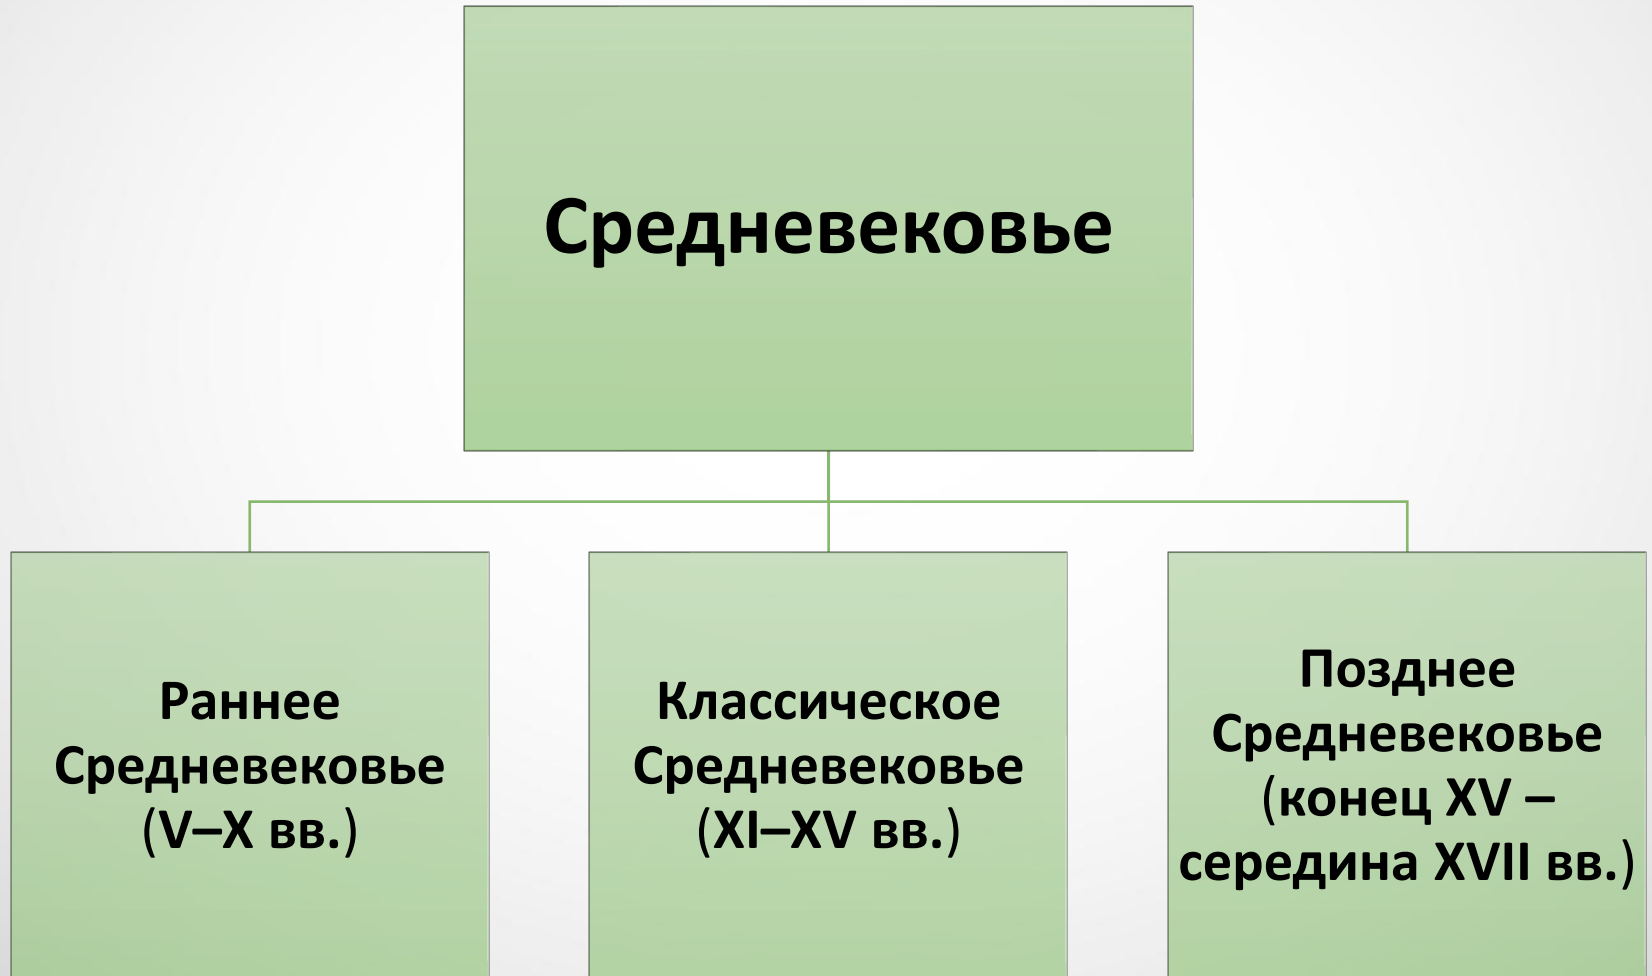 Средневековье
Раннее
Средневековье
(V–X вв.)
Классическое
Средневековье
(XI–XV вв.)
Позднее
Средневековье
(конец XV –
середина XVII вв.)